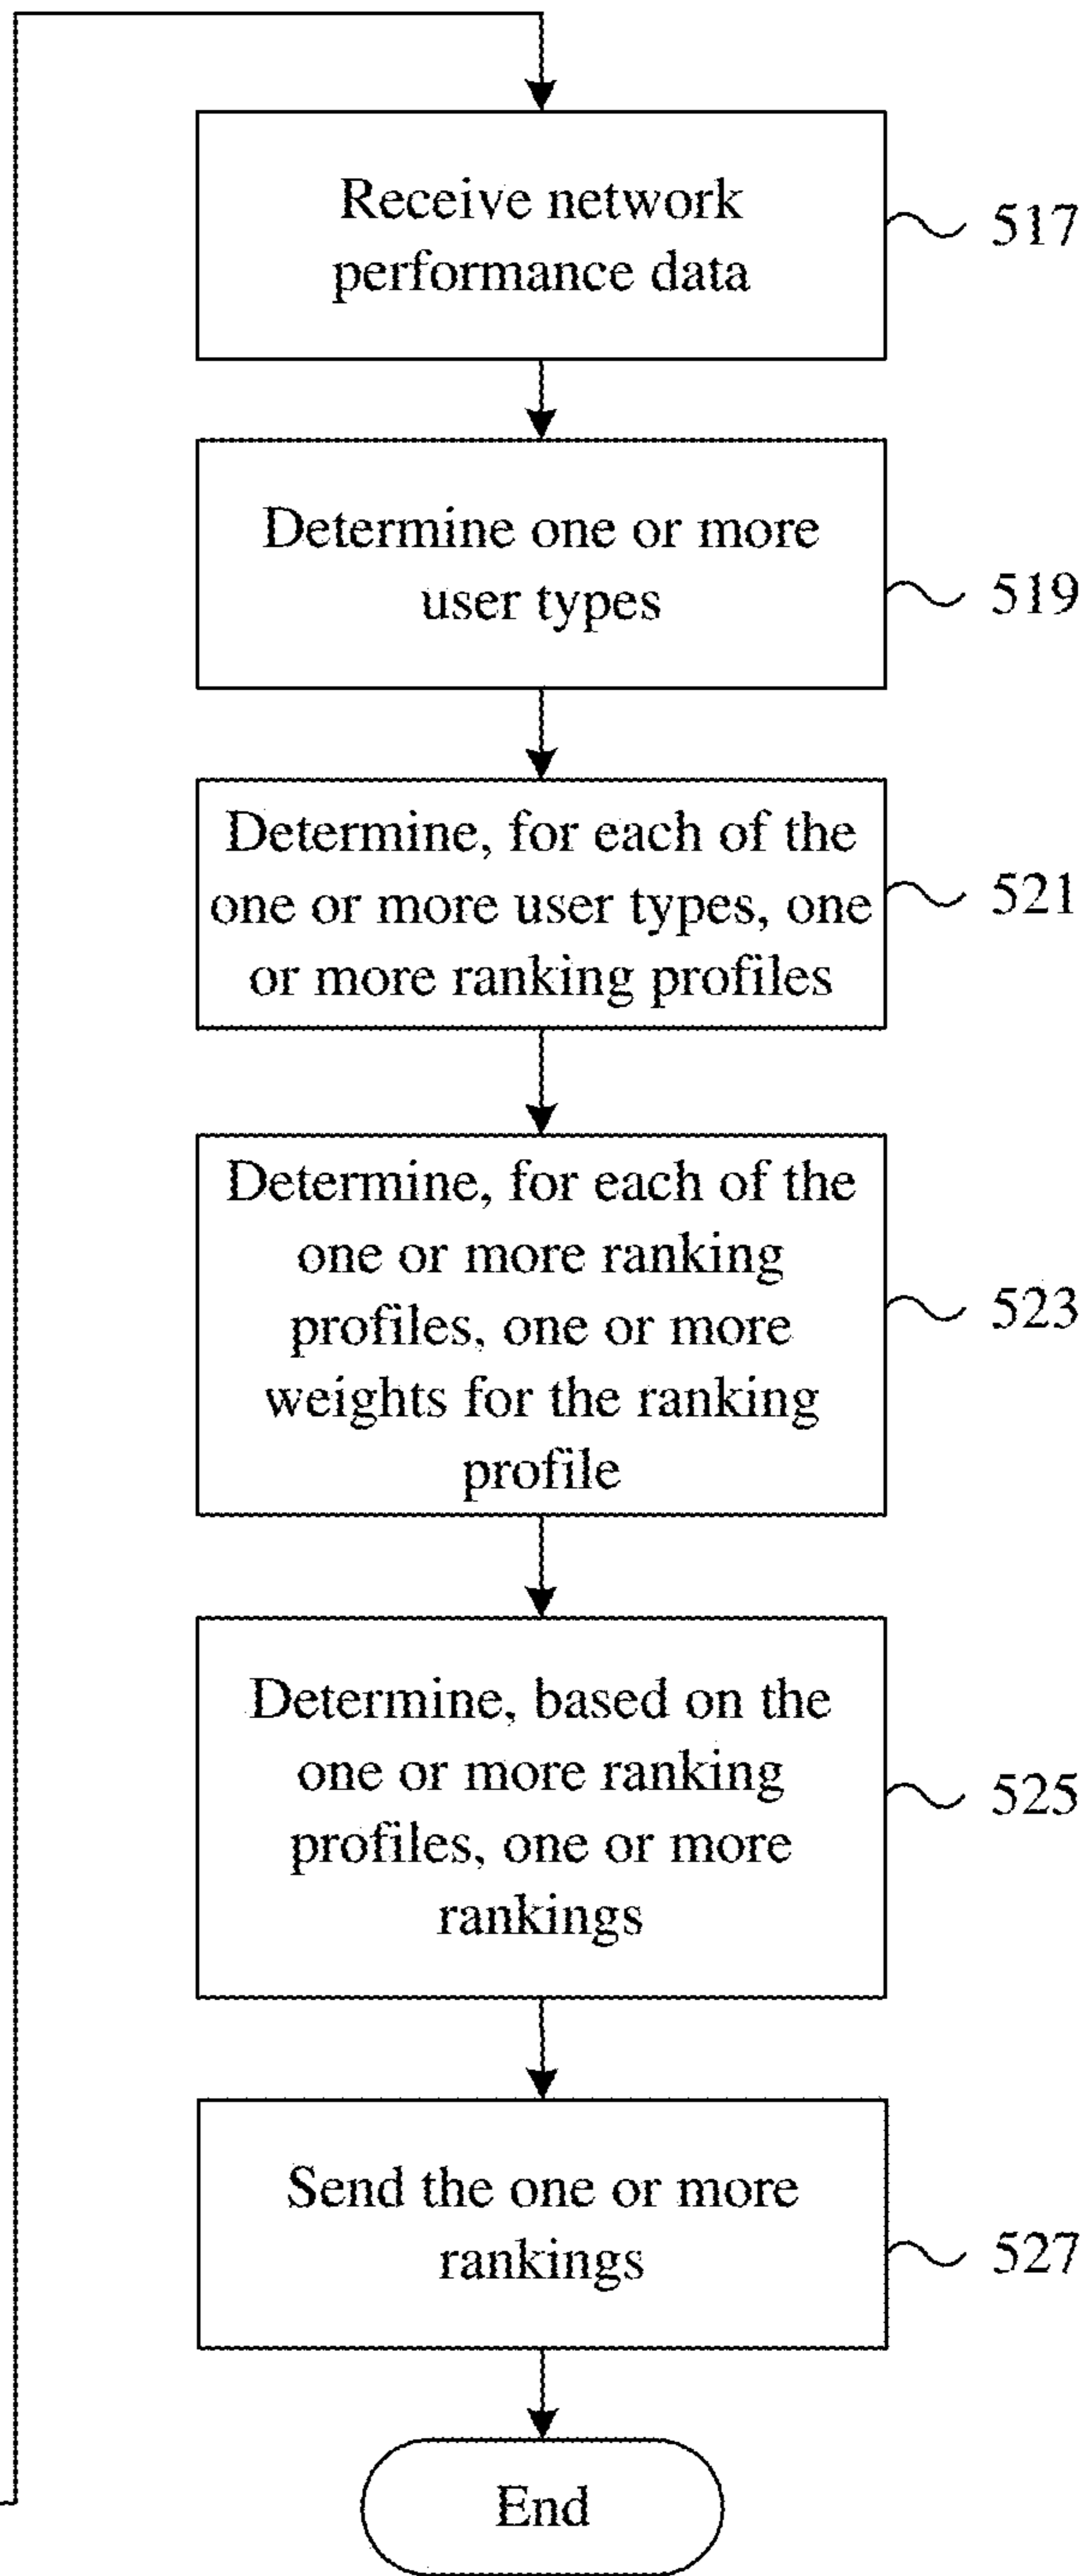 Receive network
performance data
517
Determine one or more
user types
519
Determine, for each of the
one or more user types, one
or more ranking profiles
521
Determine, for each of the
one or more ranking
profiles, one or more
weights for the ranking
profile
523
Determine, based on the
one or more ranking
profiles, one or more
rankings
525
Send the one or more
rankings
527
End